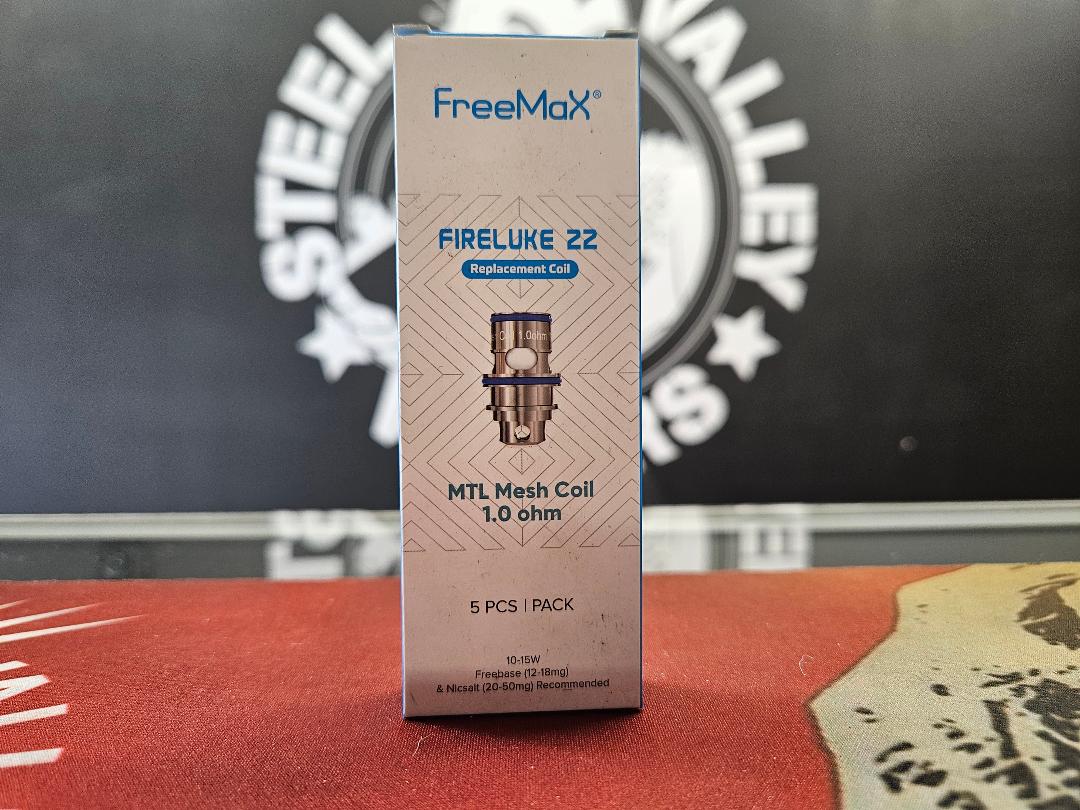 STEEL VALLEY
FreeMaX®
FIRELUKE 22
Replacement Coil
Coil 1.0ohm
MTL Mesh Coil
1.0 ohm
5 PCS | PACK
10-15W
Freebase (12-18mg)
& Nicsalt (20-50mg) Recommended